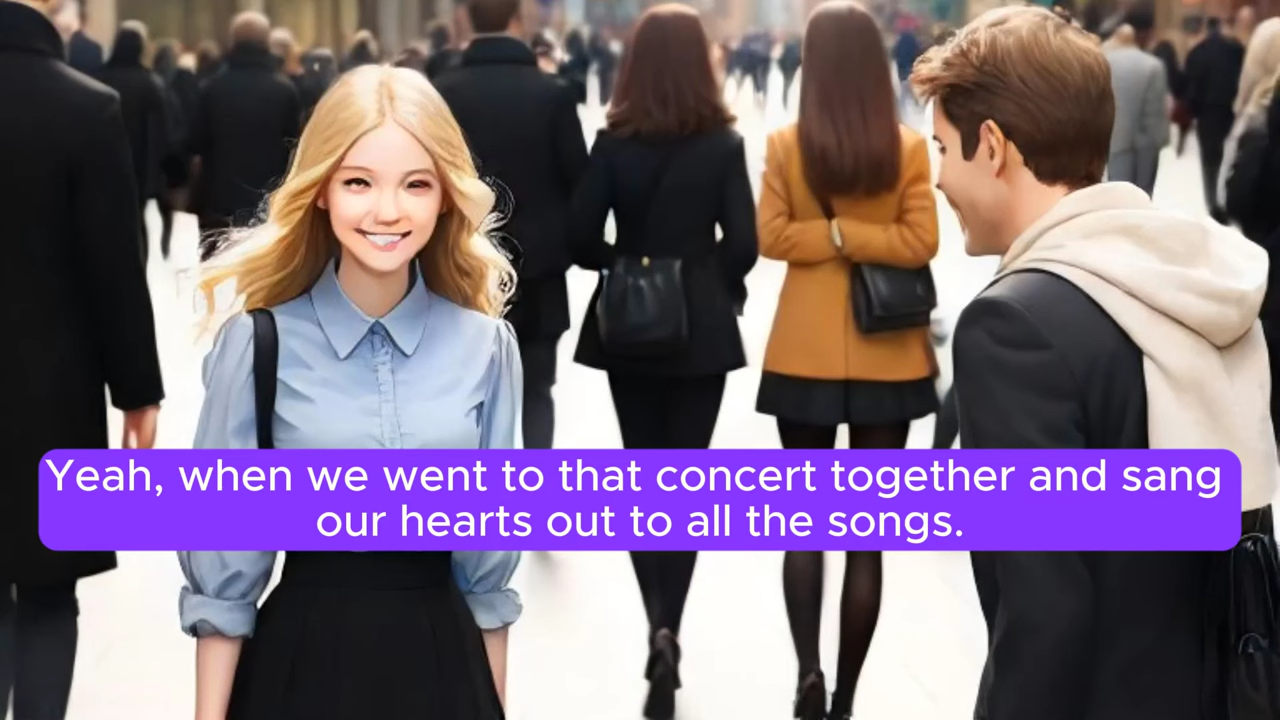 Yeah, when we went to that concert together and sang
our hearts out to all the songs.